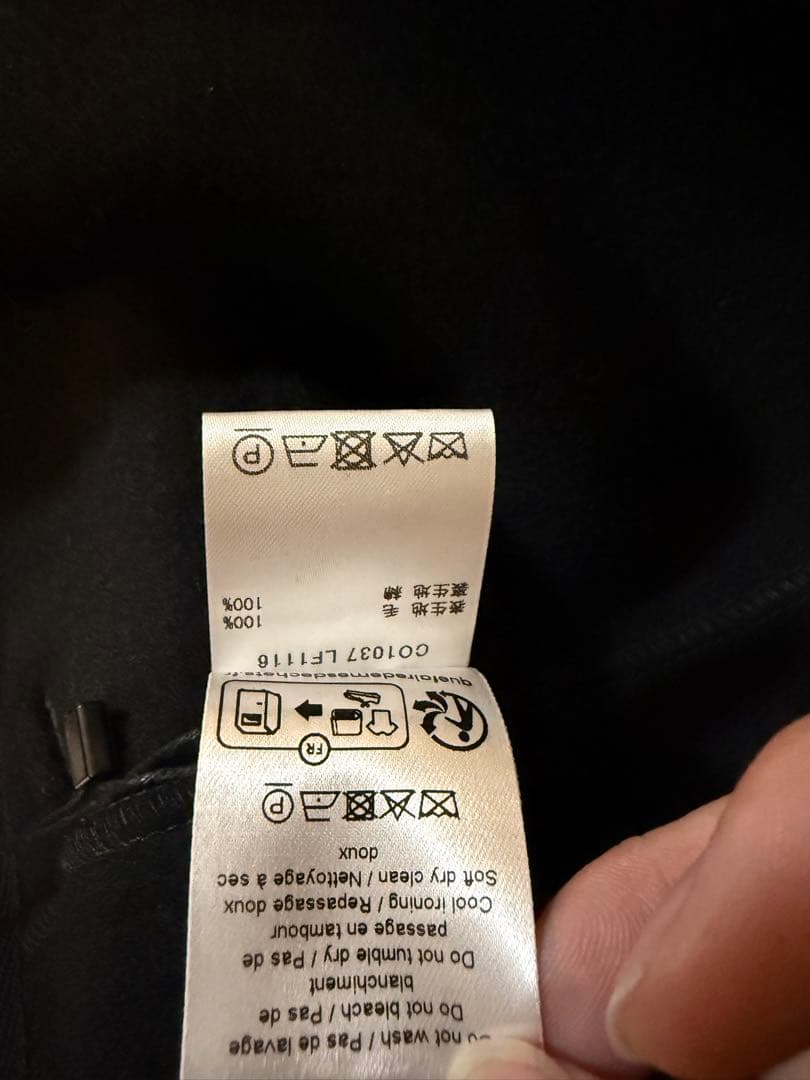 Do not wash / Pas de lavage
Do not bleach / Pas de
blanchiment
Do not tumble dry / Pas de
passage en tambour
Cool ironing / Repassage doux
Soft dry clean / Nettoyage à sec
doux
P
FR
quefairedemesdechets.fr
CO1037 LF1116
表生地 毛 100%
裏生地 綿 100%
P